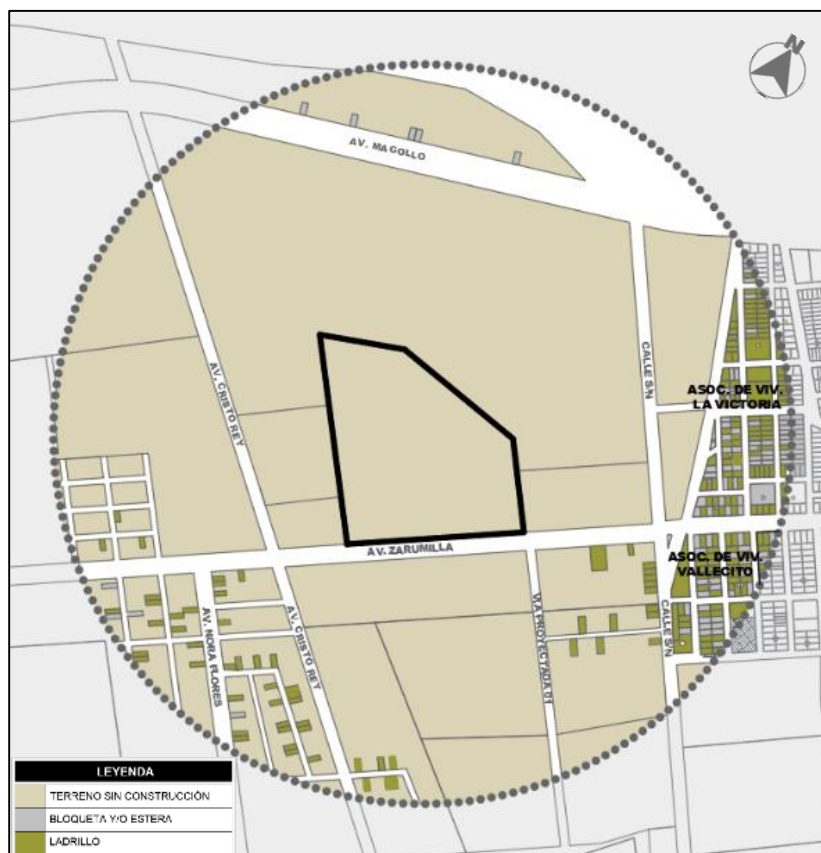 N
AV. MAGOLLO
AV. CRISTO REY
CALLE S/N
ASOC. DE VIV.
LA VICTORIA
AV. ZARUMILLA
ASOC. DE VIV.
VALLECITO
AV. NORA FLORES
AV. CRISTO REY
VIA PROYECTADA 01
CALLE S/N
LEYENDA
TERRENO SIN CONSTRUCCIÓN
BLOQUETA Y/O ESTERA
LADRILLO